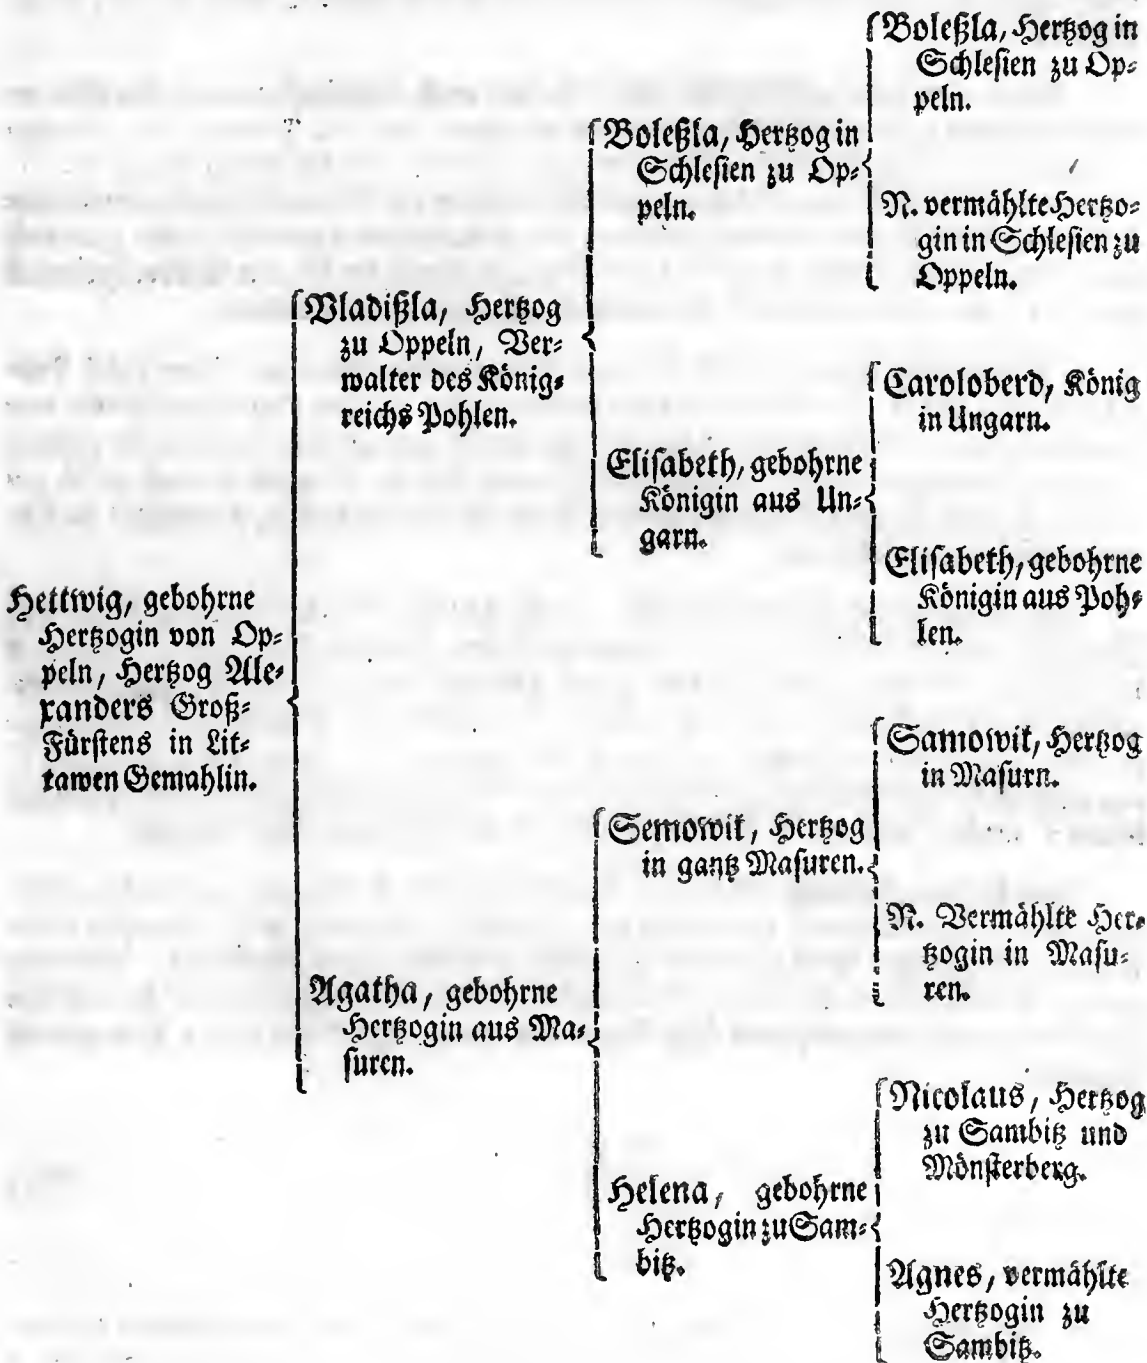 Hettwig, gebohrne
Hertzogin von Op-
peln, Hertzog Ale-
xanders Groß-
Fürstens in Lit-
tawen Gemahlin.
Vladißla, Hertzog
zu Oppeln, Ver-
walter des König-
reichs Pohlen.
Agatha, gebohrne
Hertzogin aus Ma-
suren.
Boleßla, Hertzog in
Schlesien zu Op-
peln.
Elisabeth, gebohrne
Königin aus Un-
garn.
Semowit, Hertzog
in gantz Masuren.
Helena, gebohrne
Hertzogin zu Sam-
bitz.
Boleßla, Hertzog in
Schlesien zu Op-
peln.
N. vermählte Hertzo-
gin in Schlesien zu
Oppeln.
Caroloberd, König
in Ungarn.
Elisabeth, gebohrne
Königin aus Poh-
len.
Samowit, Hertzog
in Masurn.
N. Vermählte Her-
tzogin in Masu-
ren.
Nicolaus, Hertzog
zu Sambitz und
Mönsterberg.
Agnes, vermählte
Hertzogin zu
Sambitz.